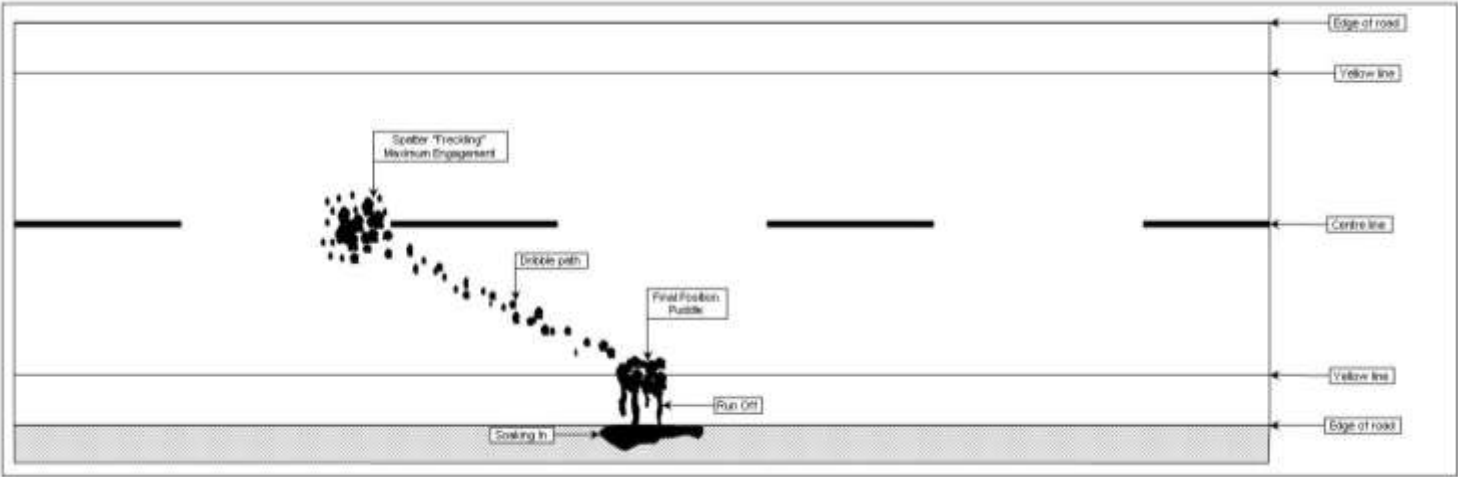 Edge of road
Yellow line
Spatter "Freckling"
Maximum Engagement
Centre line
Dribble path
Final Position
Puddle
Yellow line
Run Off
Edge of road
Soaking In